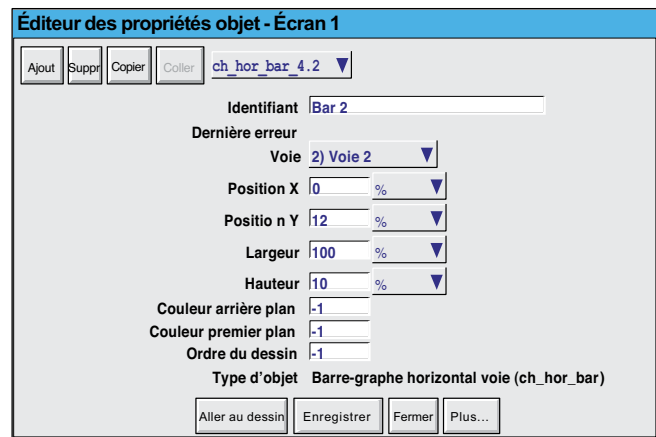 Éditeur des propriétés objet - Écran 1
Ajout Suppr Copier Coller ch_hor_bar_4.2
Identifiant Bar 2
Dernière erreur
Voie 2) Voie 2
Position X 0 %
Positio n Y 12 %
Largeur 100 %
Hauteur 10 %
Couleur arrière plan -1
Couleur premier plan -1
Ordre du dessin -1
Type d'objet Barre-graphe horizontal voie (ch_hor_bar)
Aller au dessin Enregistrer Fermer Plus...